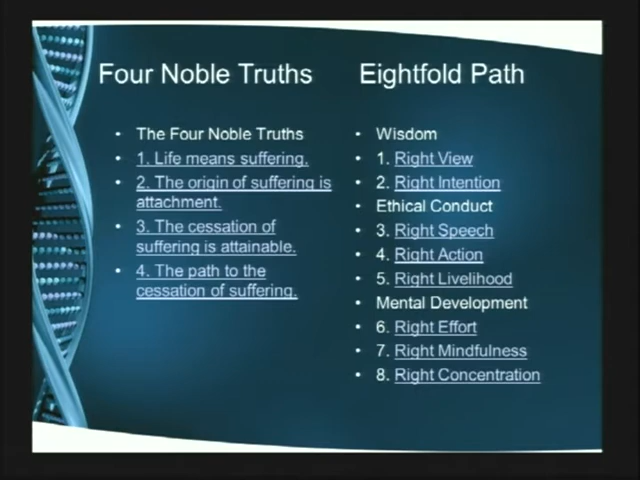 Four Noble Truths
Eightfold Path
• The Four Noble Truths
• 1. Life means suffering.
• 2. The origin of suffering is
attachment.
• 3. The cessation of
suffering is attainable.
• 4. The path to the
cessation of suffering.
• Wisdom
• 1. Right View
• 2. Right Intention
• Ethical Conduct
• 3. Right Speech
• 4. Right Action
• 5. Right Livelihood
• Mental Development
• 6. Right Effort
• 7. Right Mindfulness
• 8. Right Concentration